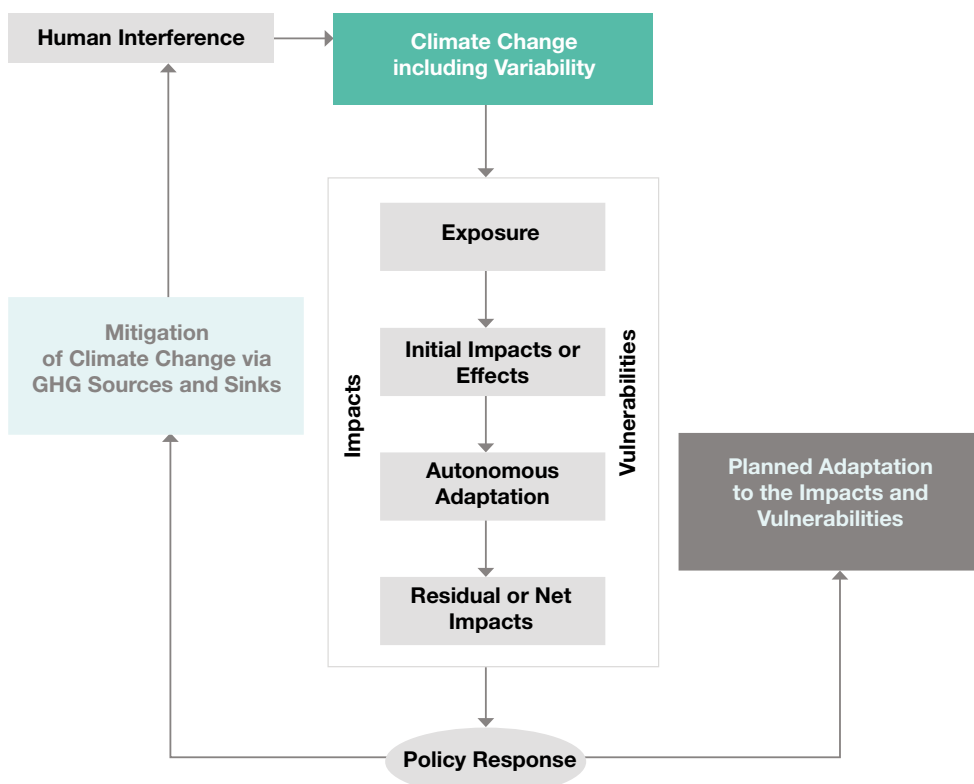 Human Interference
Climate Change
including Variability
Exposure
Initial Impacts or
Effects
Impacts
Vulnerabilities
Mitigation
of Climate Change via
GHG Sources and Sinks
Autonomous
Adaptation
Planned Adaptation
to the Impacts and
Vulnerabilities
Residual or Net
Impacts
Policy Response